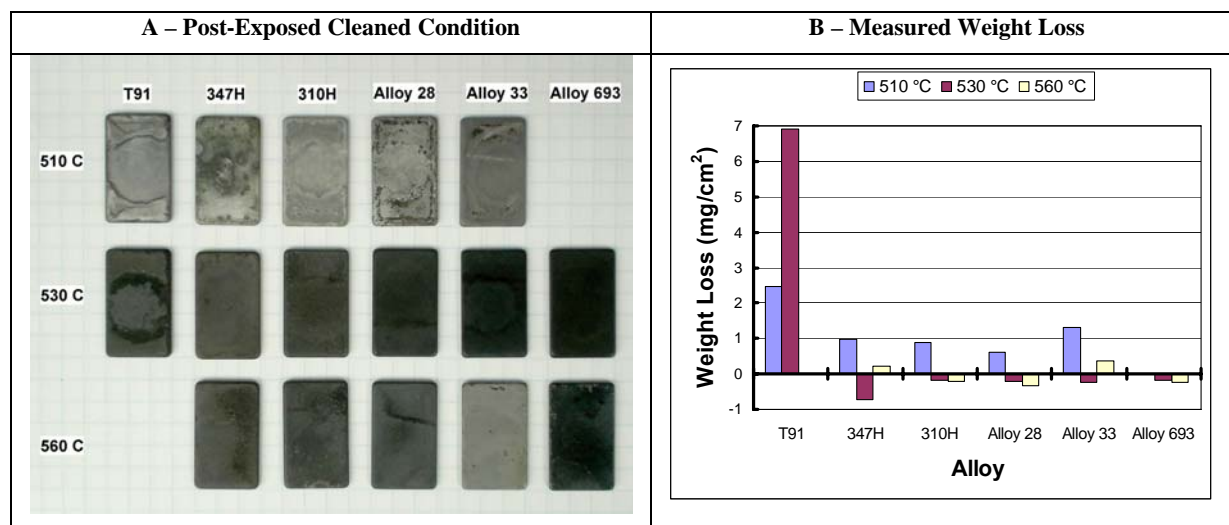 A – Post-Exposed Cleaned Condition
B – Measured Weight Loss
T91 347H 310H Alloy 28 Alloy 33 Alloy 693
510 C
530 C
560 C
510 °C 530 °C 560 °C
7
6
5
4
3
2
1
0
-1
Weight Loss (mg/cm²)
T91 347H 310H Alloy 28 Alloy 33 Alloy 693
Alloy